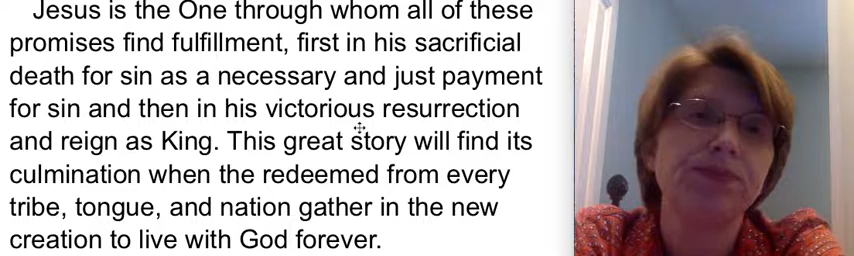 Jesus is the One through whom all of these
promises find fulfillment, first in his sacrificial
death for sin as a necessary and just payment
for sin and then in his victorious resurrection
and reign as King. This great story will find its
culmination when the redeemed from every
tribe, tongue, and nation gather in the new
creation to live with God forever.